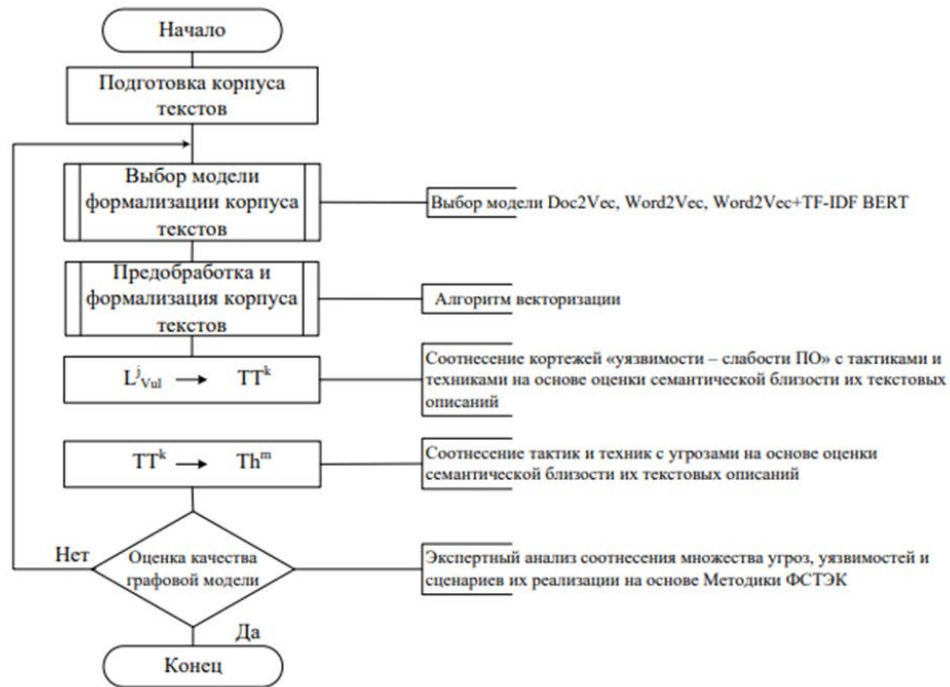 Начало
Подготовка корпуса
текстов
Выбор модели
формализации корпуса
текстов
Выбор модели Doc2Vec, Word2Vec, Word2Vec+TF-IDF BERT
Предобработка и
формализация корпуса
текстов
Алгоритм векторизации
L^j_Vul → TT^k
Соотнесение кортежей «уязвимости – слабости ПО» с тактиками и
техниками на основе оценки семантической близости их текстовых
описаний
TT^k → Th^m
Соотнесение тактик и техник с угрозами на основе оценки
семантической близости их текстовых описаний
Нет
Оценка качества
графовой модели
Экспертный анализ соотнесения множества угроз, уязвимостей и
сценариев их реализации на основе Методики ФСТЭК
Да
Конец